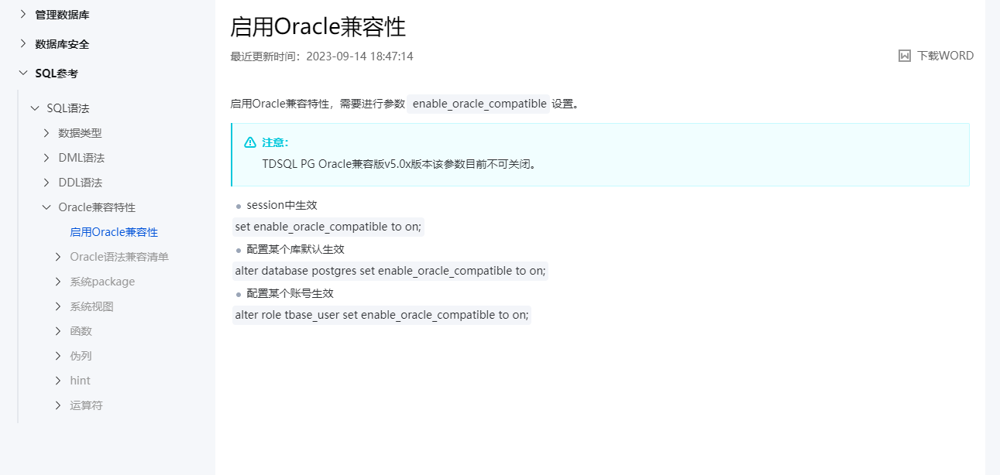 管理数据库
数据库安全
SQL参考
SQL语法
数据类型
DML语法
DDL语法
Oracle兼容特性
启用Oracle兼容性
Oracle语法兼容清单
系统package
系统视图
函数
伪列
hint
运算符
启用Oracle兼容性
最近更新时间：2023-09-14 18:47:14
下载WORD
启用Oracle兼容特性，需要进行参数 enable_oracle_compatible 设置。
注意：
TDSQL PG Oracle兼容版v5.0x版本该参数目前不可关闭。
session中生效
set enable_oracle_compatible to on;
配置某个库默认生效
alter database postgres set enable_oracle_compatible to on;
配置某个账号生效
alter role tbase_user set enable_oracle_compatible to on;